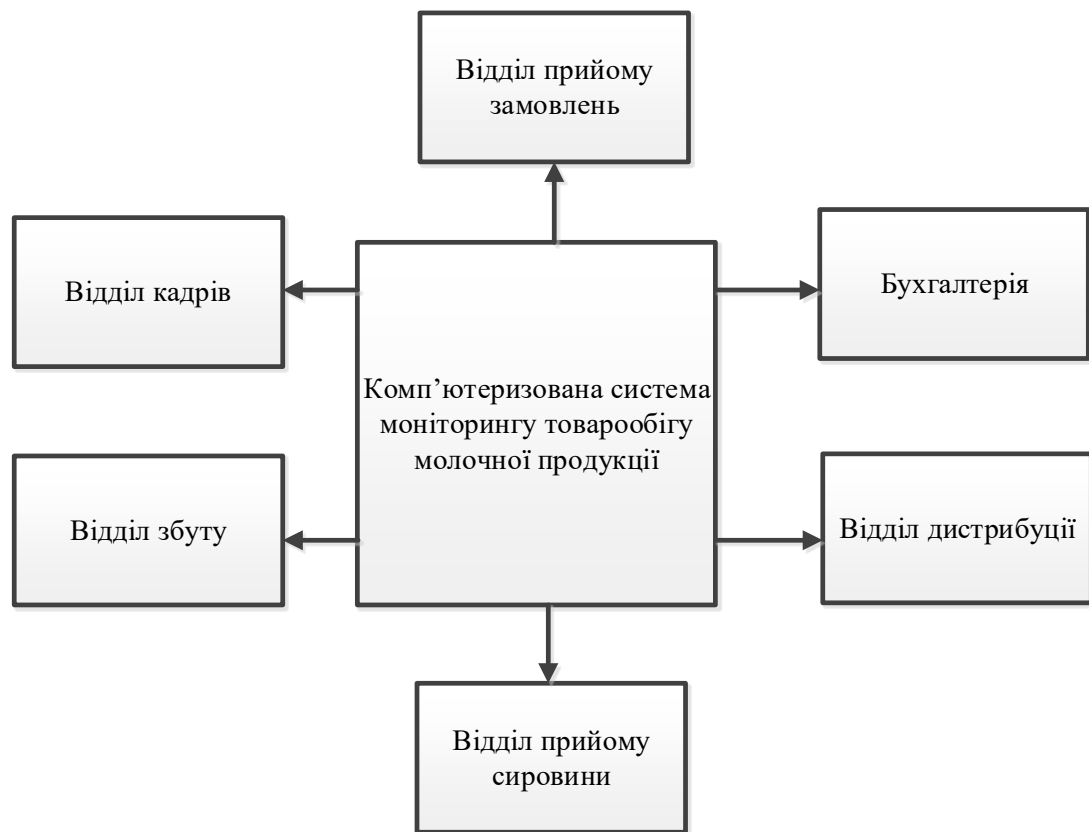 Відділ прийому
замовлень
Відділ кадрів
Бухгалтерія
Комп’ютеризована система
моніторингу товарообігу
молочної продукції
Відділ збуту
Відділ дистрибуції
Відділ прийому
сировини